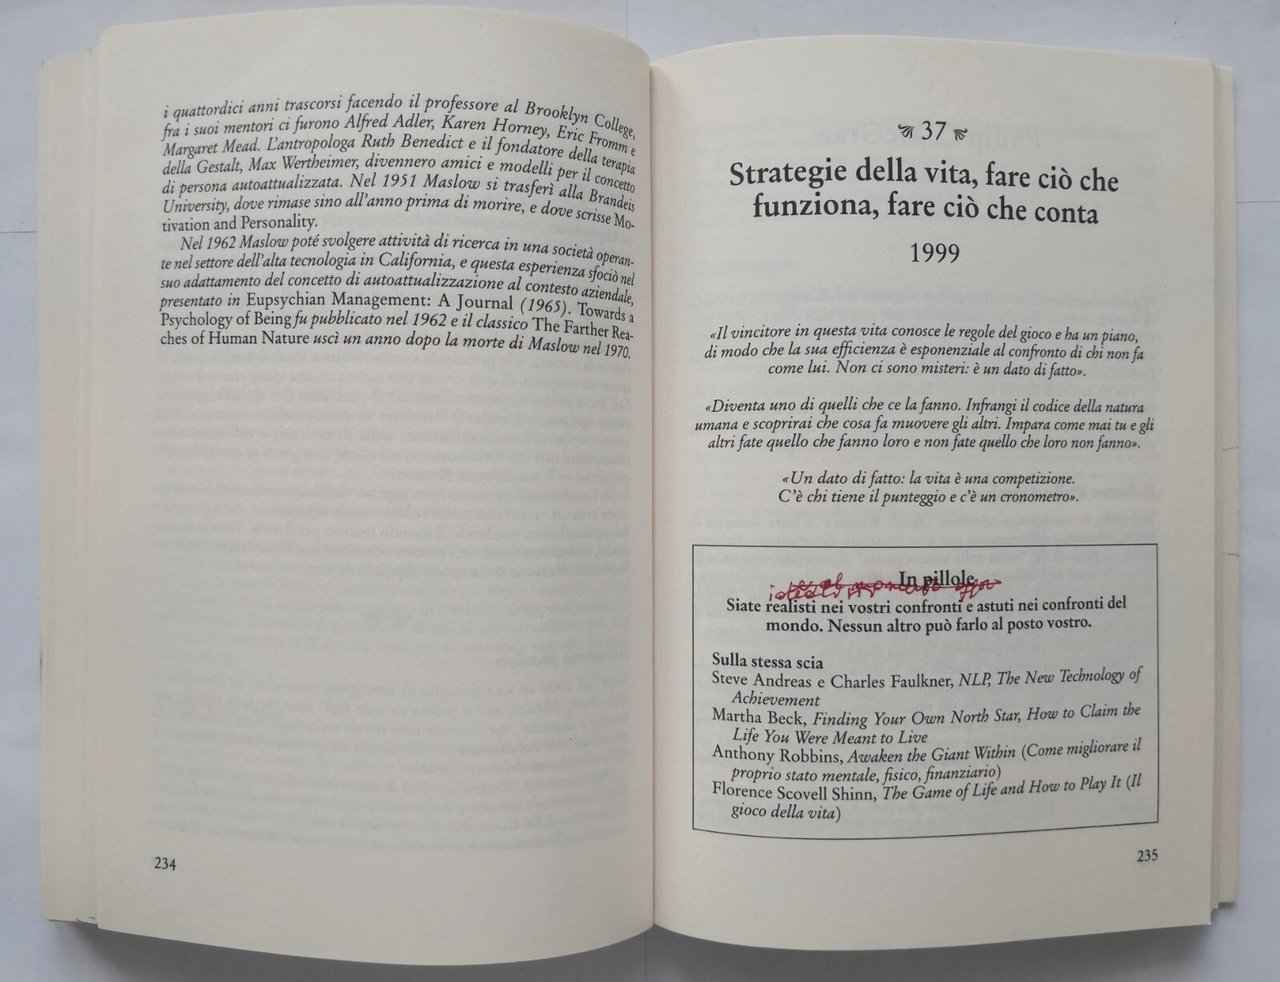 i quattordici anni trascorsi facendo il professore al Brooklyn College,
fra i suoi mentori ci furono Alfred Adler, Karen Horney, Eric Fromm e
Margaret Mead. L'antropologa Ruth Benedict e il fondatore della terapia
della Gestalt, Max Wertheimer, divennero amici e modelli per il concetto
di persona autoattualizzata. Nel 1951 Maslow si trasferì alla Brandeis
University, dove rimase sino all'anno prima di morire, e dove scrisse Mo-
tivation and Personality.
Nel 1962 Maslow poté svolgere attività di ricerca in una società operan-
te nel settore dell'alta tecnologia in California, e questa esperienza sfociò nel
suo adattamento del concetto di autoattualizzazione al contesto aziendale,
presentato in Eupsychian Management: A Journal (1965). Towards a
Psychology of Being fu pubblicato nel 1962 e il classico The Farther Rea-
ches of Human Nature uscì un anno dopo la morte di Maslow nel 1970.
234
37
Strategie della vita, fare ciò che
funziona, fare ciò che conta
1999
«Il vincitore in questa vita conosce le regole del gioco e ha un piano,
di modo che la sua efficienza è esponenziale al confronto di chi non fa
come lui. Non ci sono misteri: è un dato di fatto».
«Diventa uno di quelli che ce la fanno. Infrangi il codice della natura
umana e scoprirai che cosa fa muovere gli altri. Impara come mai tu e gli
altri fate quello che fanno loro e non fate quello che loro non fanno».
«Un dato di fatto: la vita è una competizione.
C'è chi tiene il punteggio e c'è un cronometro».
In pillole
Siate realisti nei vostri confronti e astuti nei confronti del
mondo. Nessun altro può farlo al posto vostro.
Sulla stessa scia
Steve Andreas e Charles Faulkner, NLP, The New Technology of
Achievement
Martha Beck, Finding Your Own North Star, How to Claim the
Life You Were Meant to Live
Anthony Robbins, Awaken the Giant Within (Come migliorare il
proprio stato mentale, fisico, finanziario)
Florence Scovell Shinn, The Game of Life and How to Play It (Il
gioco della vita)
235